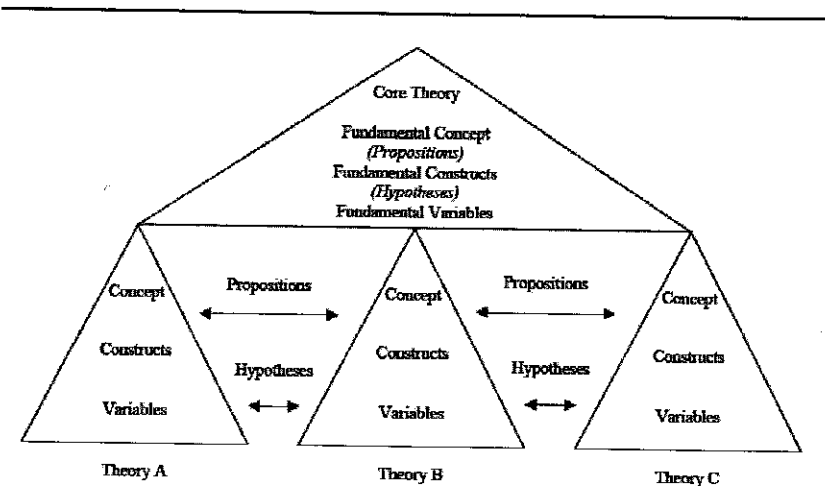 Core Theory
Fundamental Concept
(Propositions)
Fundamental Constructs
(Hypotheses)
Fundamental Variables
Concept
Propositions
Concept
Propositions
Concept
Constructs
Hypotheses
Constructs
Hypotheses
Constructs
Variables
Variables
Variables
Theory A
Theory B
Theory C